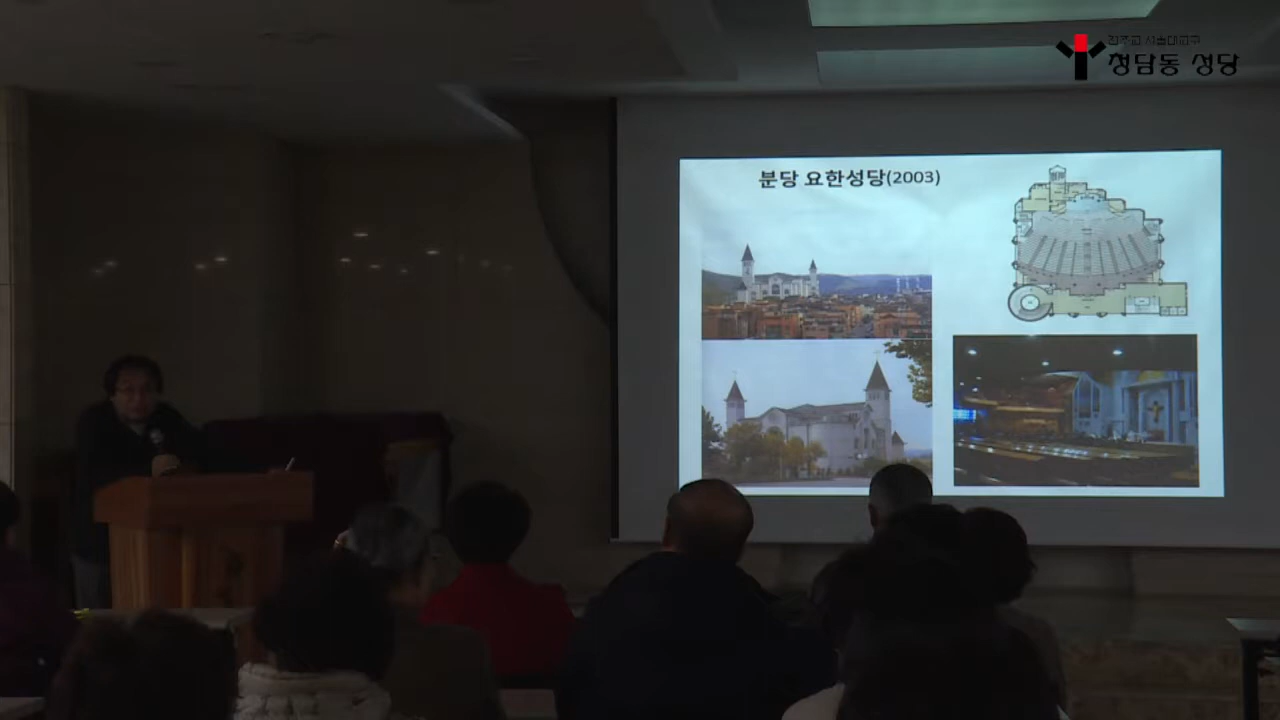 천주교 서울대교구
청담동 성당
분당 요한성당(2003)